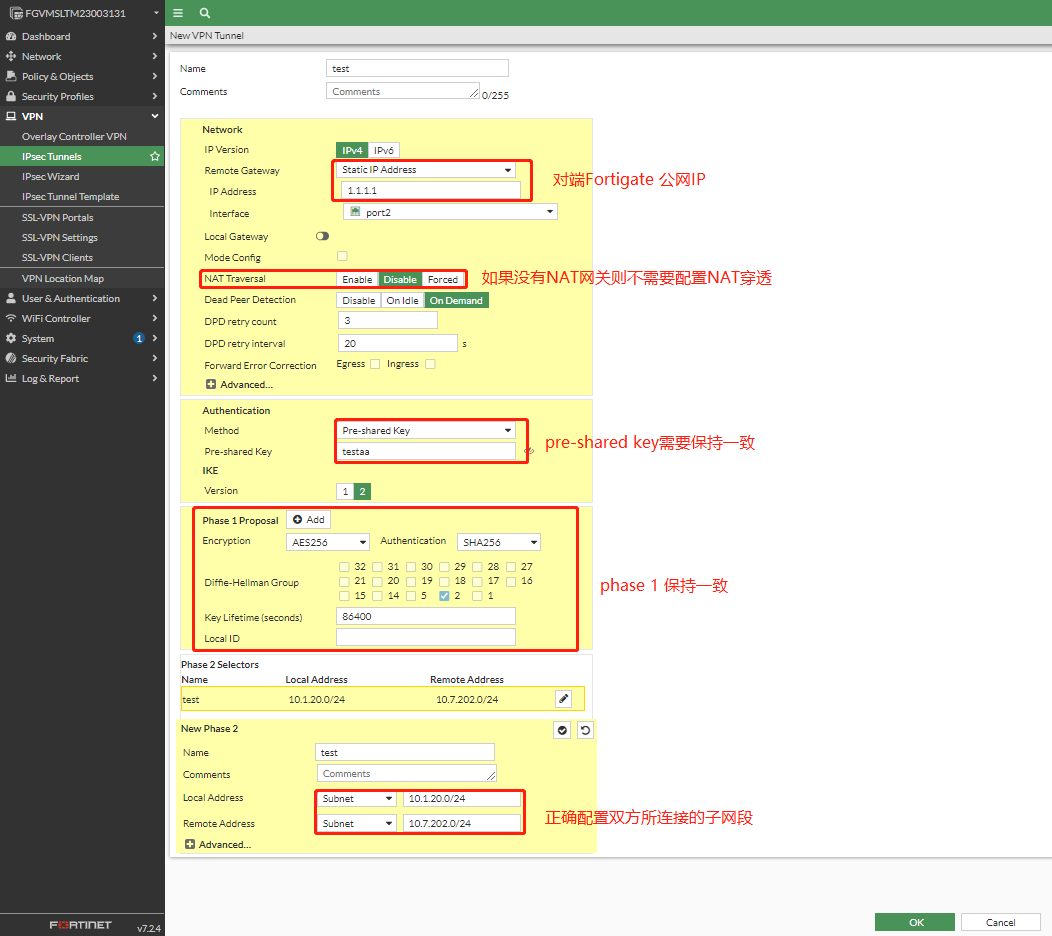 FGVMSLTM23003131
Dashboard
Network
Policy & Objects
Security Profiles
VPN
Overlay Controller VPN
IPsec Tunnels
IPsec Wizard
IPsec Tunnel Template
SSL-VPN Portals
SSL-VPN Settings
SSL-VPN Clients
VPN Location Map
User & Authentication
WiFi Controller
System 1
Security Fabric
Log & Report
FORTINET v7.2.4
New VPN Tunnel
Name test
Comments Comments 0/255
Network
IP Version IPv4 IPv6
Remote Gateway Static IP Address
对端Fortigate 公网IP
IP Address 1.1.1.1
Interface port2
Local Gateway
Mode Config
NAT Traversal Enable Disable Forced 如果没有NAT网关则不需要配置NAT穿透
Dead Peer Detection Disable On Idle On Demand
DPD retry count 3
DPD retry interval 20 s
Forward Error Correction Egress Ingress
Advanced...
Authentication
Method Pre-shared Key
pre-shared key需要保持一致
Pre-shared Key testaa
IKE
Version 1 2
Phase 1 Proposal Add
Encryption AES256 Authentication SHA256
32 31 30 29 28 27
Diffie-Hellman Group 21 20 19 18 17 16
phase 1 保持一致
15 14 5 2 1
Key Lifetime (seconds) 86400
Local ID
Phase 2 Selectors
Name Local Address Remote Address
test 10.1.20.0/24 10.7.202.0/24
New Phase 2
Name test
Comments Comments
Local Address Subnet 10.1.20.0/24
正确配置双方所连接的子网段
Remote Address Subnet 10.7.202.0/24
Advanced...
OK Cancel